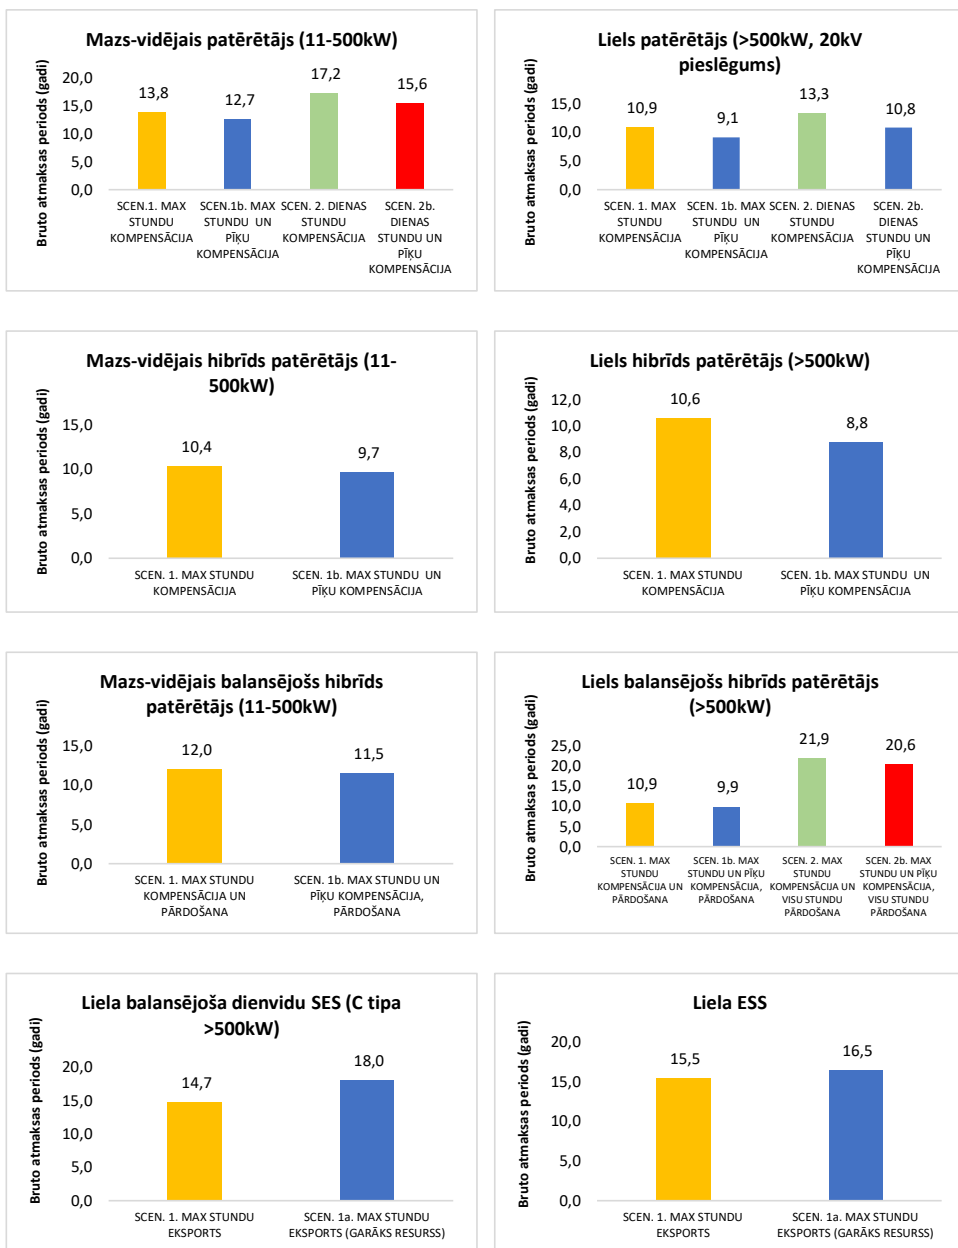 Mazs-vidējais patērētājs (11-500kW)
Bruto atmaksas periods (gadi)
20,0
15,0
10,0
5,0
0,0
13,8
12,7
17,2
15,6
SCEN.1. MAX
STUNDU
KOMPENSĀCIJA
SCEN.1b. MAX
STUNDU UN
PĪĶU
KOMPENSĀCIJA
SCEN. 2. DIENAS
STUNDU
KOMPENSĀCIJA
SCEN. 2b.
DIENAS
STUNDU UN
PĪĶU
KOMPENSĀCIJA
Liels patērētājs (>500kW, 20kV
pieslēgums)
Bruto atmaksas periods (gadi)
15,0
10,0
5,0
0,0
10,9
9,1
13,3
10,8
SCEN. 1. MAX
STUNDU
KOMPENSĀCIJA
SCEN.1b. MAX
STUNDU UN
PĪĶU
KOMPENSĀCIJA
SCEN. 2. DIENAS
STUNDU
KOMPENSĀCIJA
SCEN. 2b.
DIENAS
STUNDU UN
PĪĶU
KOMPENSĀCIJA
Mazs-vidējais hibrīds patērētājs (11-
500kW)
Bruto atmaksas periods (gadi)
15,0
10,0
5,0
0,0
10,4
9,7
SCEN. 1. MAX STUNDU
KOMPENSĀCIJA
SCEN. 1b. MAX STUNDU UN
PĪĶU KOMPENSĀCIJA
Liels hibrīds patērētājs (>500kW)
Bruto atmaksas periods (gadi)
12,0
10,0
8,0
6,0
4,0
2,0
0,0
10,6
8,8
SCEN. 1. MAX STUNDU
KOMPENSĀCIJA
SCEN. 1b. MAX STUNDU UN
PĪĶU KOMPENSĀCIJA
Mazs-vidējais balansējošs hibrīds
patērētājs (11-500kW)
Bruto atmaksas periods (gadi)
15,0
10,0
5,0
0,0
12,0
11,5
SCEN. 1. MAX STUNDU
KOMPENSĀCIJA UN
PĀRDOŠANA
SCEN. 1b. MAX STUNDU UN
PĪĶU KOMPENSĀCIJA,
PĀRDOŠANA
Liels balansējošs hibrīds patērētājs
(>500kW)
Bruto atmaksas periods (gadi)
25,0
20,0
15,0
10,0
5,0
0,0
10,9
9,9
21,9
20,6
SCEN. 1. MAX
STUNDU
KOMPENSĀCIJA UN
PĀRDOŠANA
SCEN. 1b. MAX
STUNDU UN PĪĶU
KOMPENSĀCIJA,
PĀRDOŠANA
SCEN. 2. MAX
STUNDU
KOMPENSĀCIJA UN
VISU STUNDU
PĀRDOŠANA
SCEN. 2b. MAX
STUNDU UN PĪĶU
KOMPENSĀCIJA,
VISU STUNDU
PĀRDOŠANA
Liela balansējoša dienvidu SES (C tipa
>500kW)
Bruto atmaksas periods (gadi)
20,0
15,0
10,0
5,0
0,0
14,7
18,0
SCEN. 1. MAX STUNDU
EKSPORTS
SCEN. 1a. MAX STUNDU
EKSPORTS (GARĀKS RESURSS)
Liela ESS
Bruto atmaksas periods (gadi)
20,0
15,0
10,0
5,0
0,0
15,5
16,5
SCEN. 1. MAX STUNDU
EKSPORTS
SCEN. 1a. MAX STUNDU
EKSPORTS (GARĀKS RESURSS)